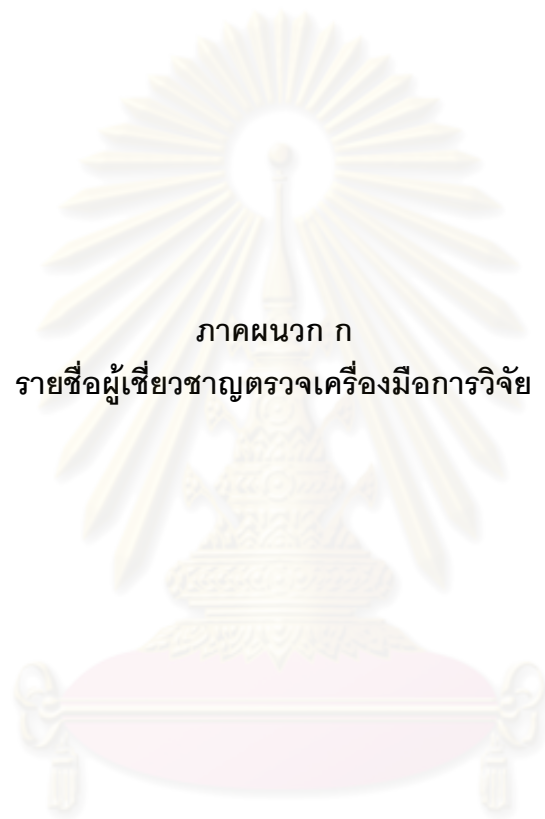 ภาคผนวก ก
รายชื่อผู้เชี่ยวชาญตรวจเครื่องมือการวิจัย